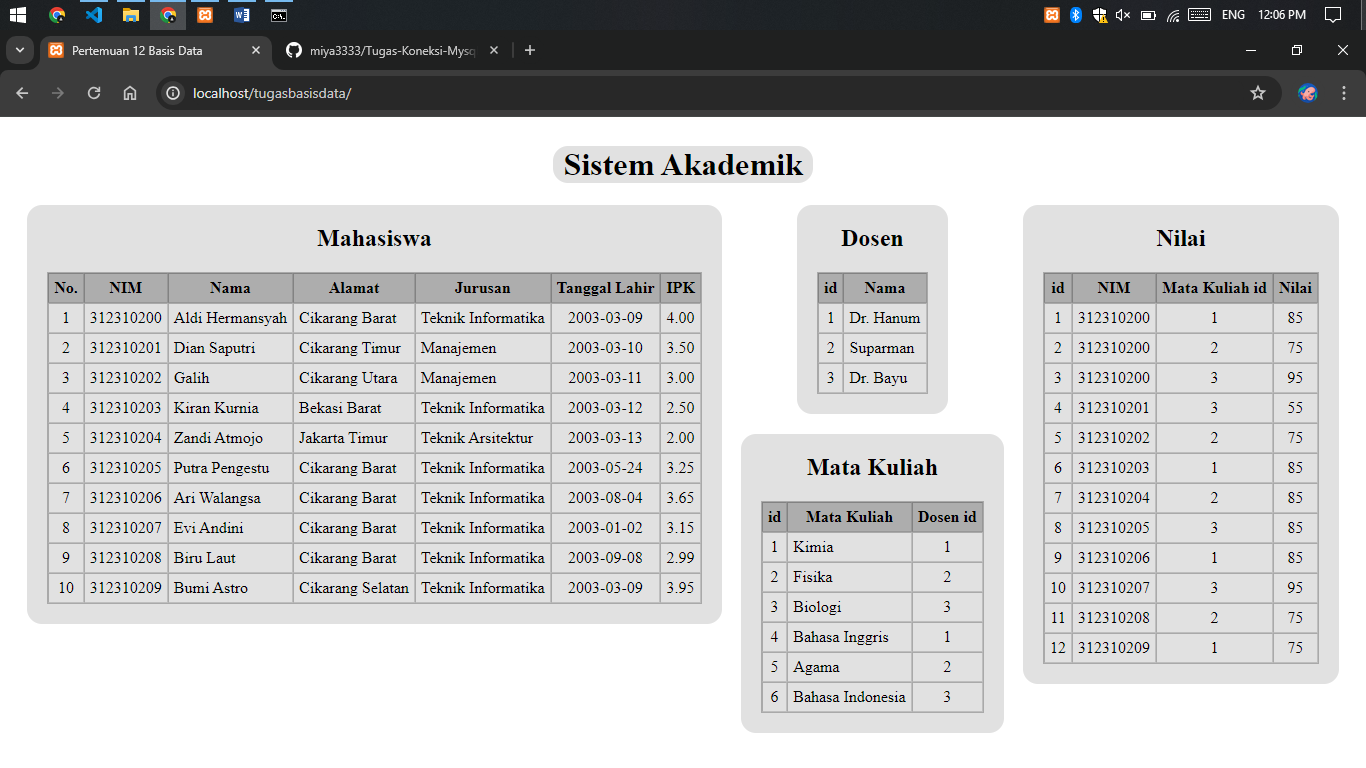 ENG 12:06 PM
Pertemuan 12 Basis Data
miya3333/Tugas-Koneksi-Mysq
localhost/tugasbasisdata/
Sistem Akademik
Mahasiswa
No. NIM Nama Alamat Jurusan Tanggal Lahir IPK
1 312310200 Aldi Hermansyah Cikarang Barat Teknik Informatika 2003-03-09 4.00
2 312310201 Dian Saputri Cikarang Timur Manajemen 2003-03-10 3.50
3 312310202 Galih Cikarang Utara Manajemen 2003-03-11 3.00
4 312310203 Kiran Kurnia Bekasi Barat Teknik Informatika 2003-03-12 2.50
5 312310204 Zandi Atmojo Jakarta Timur Teknik Arsitektur 2003-03-13 2.00
6 312310205 Putra Pengestu Cikarang Barat Teknik Informatika 2003-05-24 3.25
7 312310206 Ari Walangsa Cikarang Barat Teknik Informatika 2003-08-04 3.65
8 312310207 Evi Andini Cikarang Barat Teknik Informatika 2003-01-02 3.15
9 312310208 Biru Laut Cikarang Barat Teknik Informatika 2003-09-08 2.99
10 312310209 Bumi Astro Cikarang Selatan Teknik Informatika 2003-03-09 3.95
Dosen
id Nama
1 Dr. Hanum
2 Suparman
3 Dr. Bayu
Mata Kuliah
id Mata Kuliah Dosen id
1 Kimia 1
2 Fisika 2
3 Biologi 3
4 Bahasa Inggris 1
5 Agama 2
6 Bahasa Indonesia 3
Nilai
id NIM Mata Kuliah id Nilai
1 312310200 1 85
2 312310200 2 75
3 312310200 3 95
4 312310201 3 55
5 312310202 2 75
6 312310203 1 85
7 312310204 2 85
8 312310205 3 85
9 312310206 1 85
10 312310207 3 95
11 312310208 2 75
12 312310209 1 75